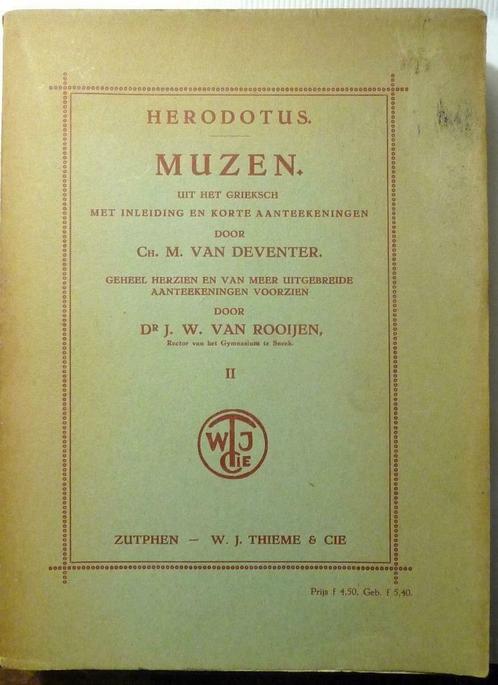 HERODOTUS.
MUZEN.
UIT HET GRIEKSCH
MET INLEIDING EN KORTE AANTEEKENINGEN
DOOR
CH. M. VAN DEVENTER.
GEHEEL HERZIEN EN VAN MEER UITGEBREIDE
AANTEEKENINGEN VOORZIEN
DOOR
DR J. W. VAN ROOIJEN,
Rector van het Gymnasium te Sneek.
II
WTJ
CIE
ZUTPHEN — W. J. THIEME & CIE
Prijs f 4,50. Geb. f 5,40.